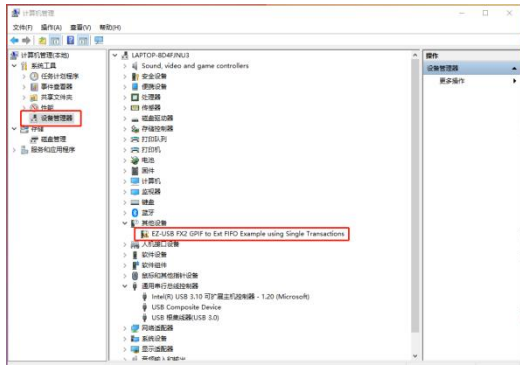 计算机管理
文件(F) 操作(A) 查看(V) 帮助(H)
计算机管理(本地)
系统工具
任务计划程序
事件查看器
共享文件夹
性能
设备管理器
存储
磁盘管理
服务和应用程序
LAPTOP-8D4FJNU3
Sound, video and game controllers
安全设备
便携设备
处理器
传感器
磁盘驱动器
存储控制器
打印队列
打印机
电池
固件
计算机
监视器
键盘
蓝牙
其他设备
EZ-USB FX2 GPIF to Ext FIFO Example using Single Transactions
人机接口设备
软件设备
软件组件
鼠标和其他指针设备
通用串行总线控制器
Intel(R) USB 3.10 可扩展主机控制器 - 1.20 (Microsoft)
USB Composite Device
USB 根集线器(USB 3.0)
网络适配器
系统设备
显示适配器
音频输入和输出
操作
设备管理器
更多操作